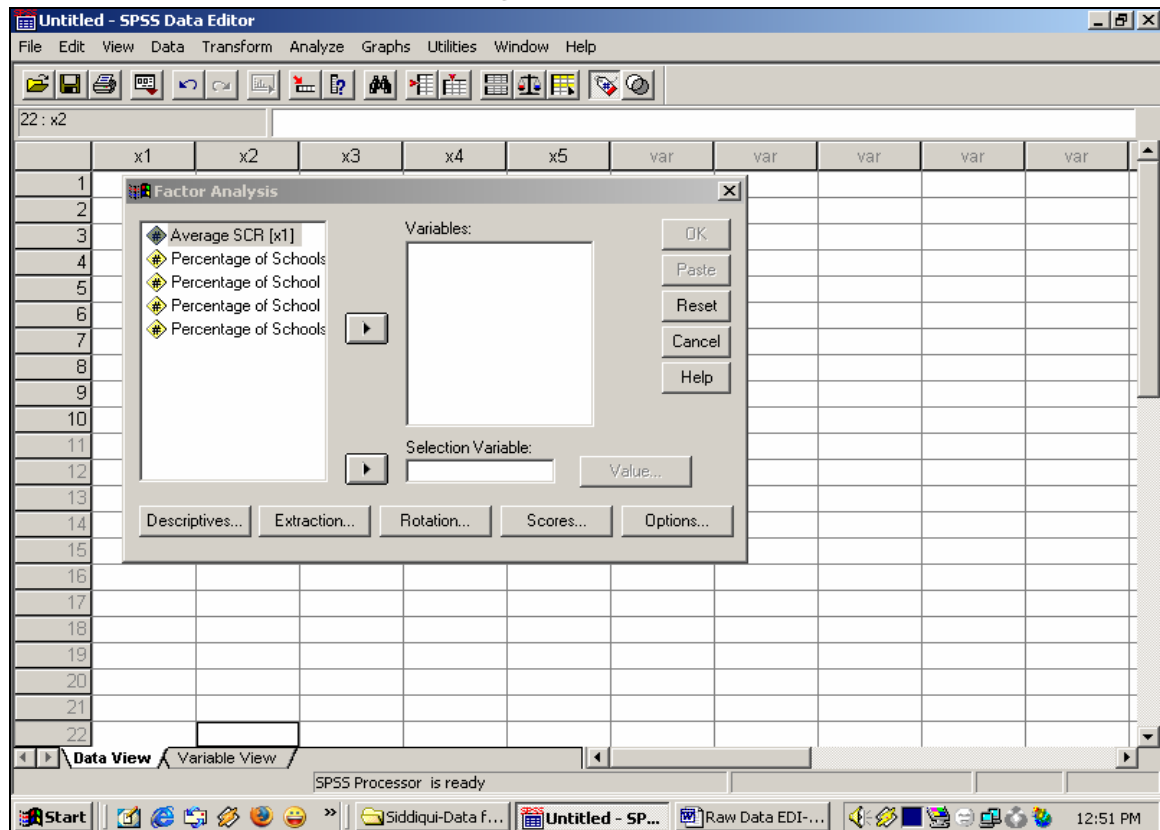 Untitled - SPSS Data Editor
File Edit View Data Transform Analyze Graphs Utilities Window Help
22 : x2
x1 x2 x3 x4 x5 var var var var var
1
2
3
4
5
6
7
8
9
10
11
12
13
14
15
16
17
18
19
20
21
22
Factor Analysis
Average SCR [x1]
Percentage of Schools
Percentage of School
Percentage of School
Percentage of Schools
Variables:
OK
Paste
Reset
Cancel
Help
Selection Variable:
Value...
Descriptives... Extraction... Rotation... Scores... Options...
Data View Variable View
SPSS Processor is ready
Start » Siddiqui-Data f... Untitled - SP... Raw Data EDI-... 12:51 PM